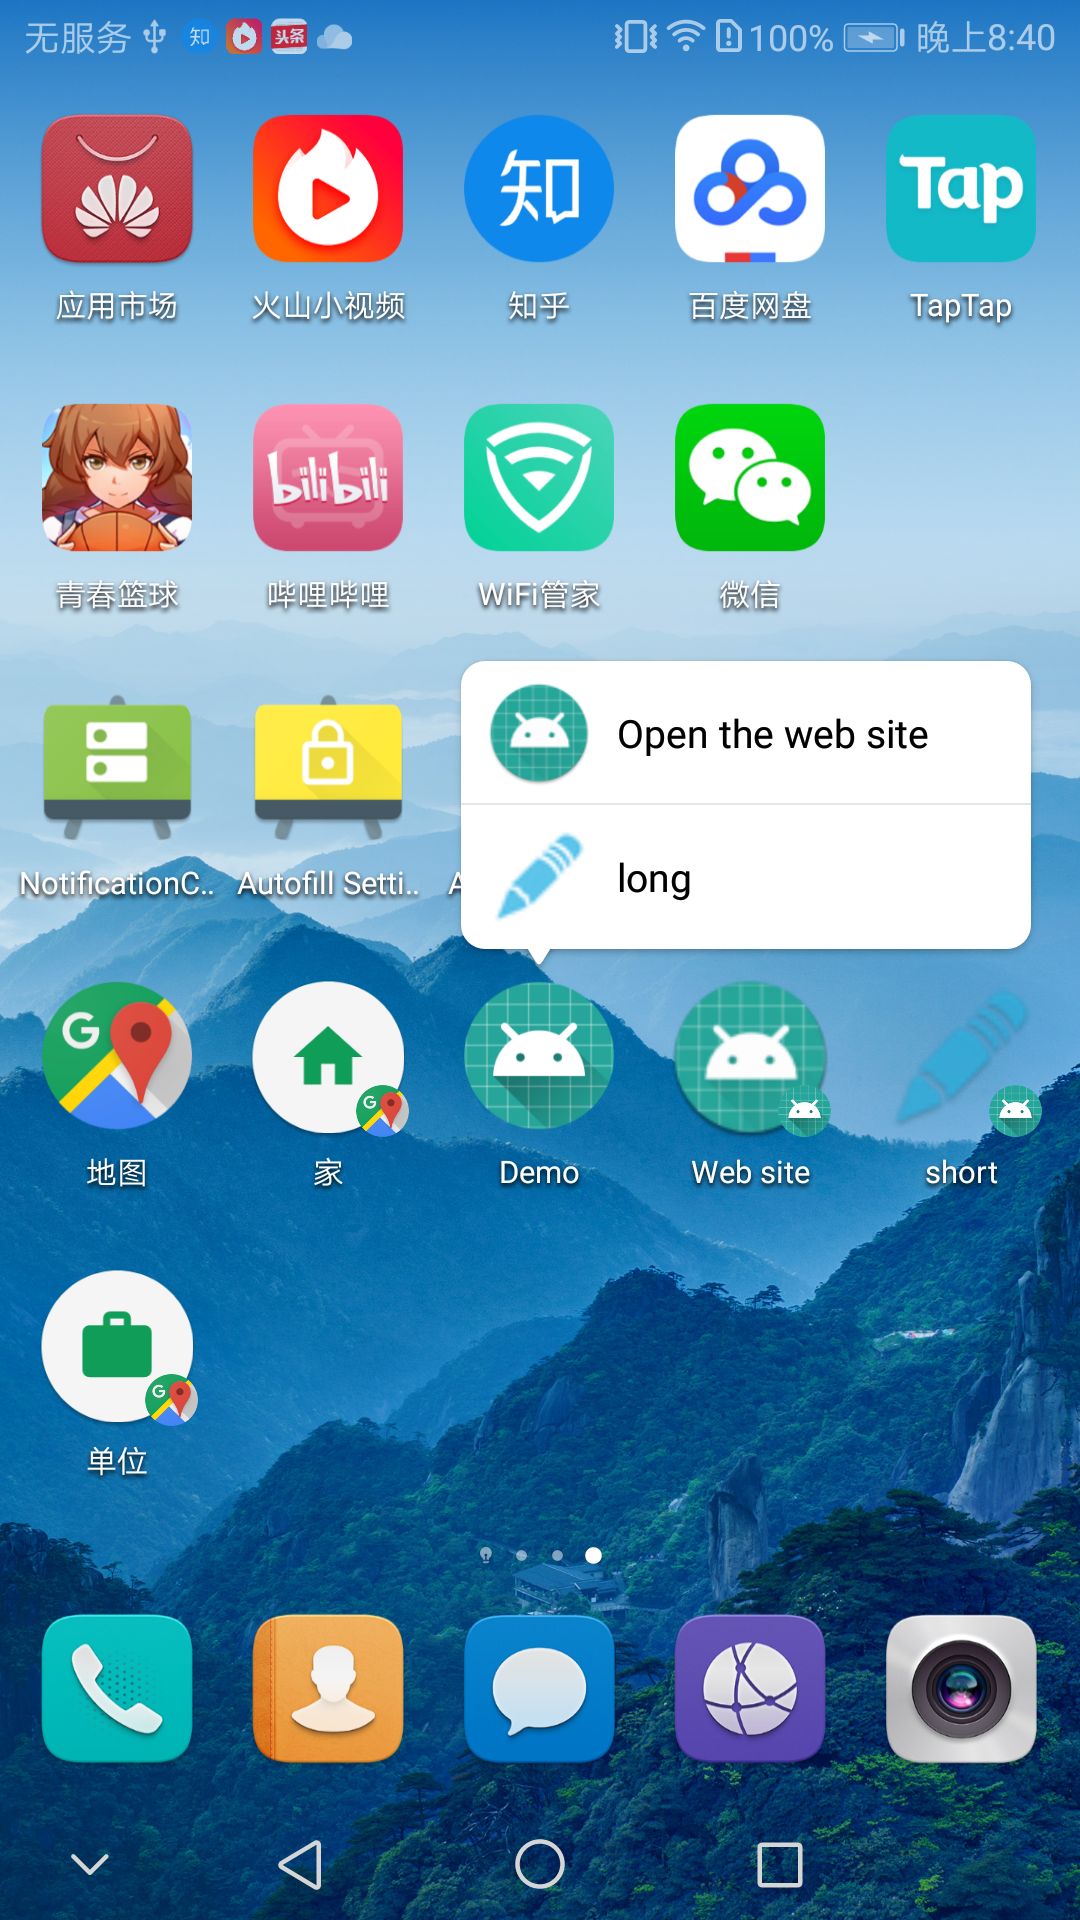 无服务 知 头条 100% 晚上8:40
知 Tap
应用市场 火山小视频 知乎 百度网盘 TapTap
bilibili
青春篮球 哔哩哔哩 WiFi管家 微信
Open the web site
long
NotificationC.. Autofill Setti.. A
G
G
地图 家 Demo Web site short
G
单位